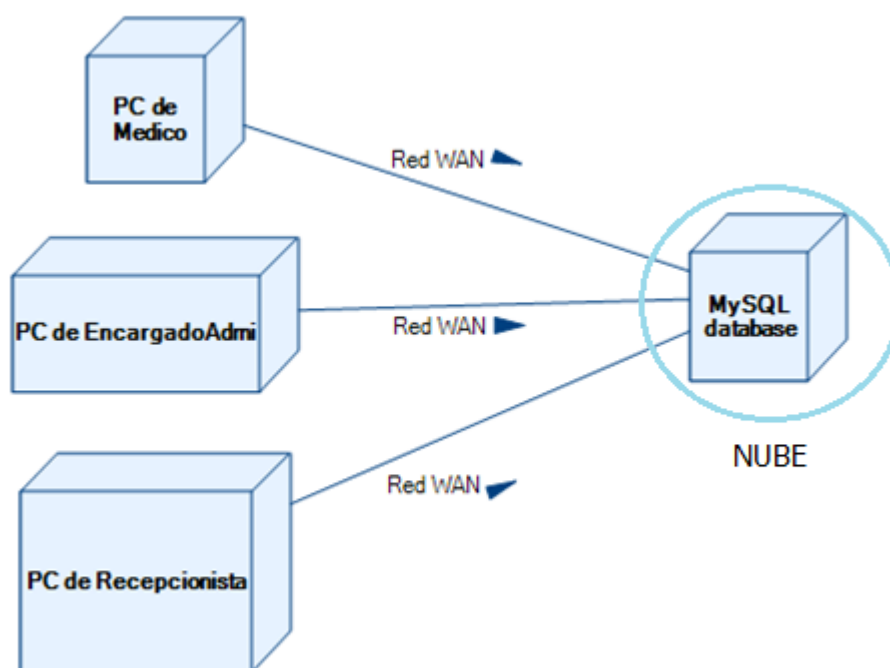 PC de
Medico
Red WAN
PC de EncargadoAdmi
Red WAN
MySQL
database
NUBE
Red WAN
PC de Recepcionista